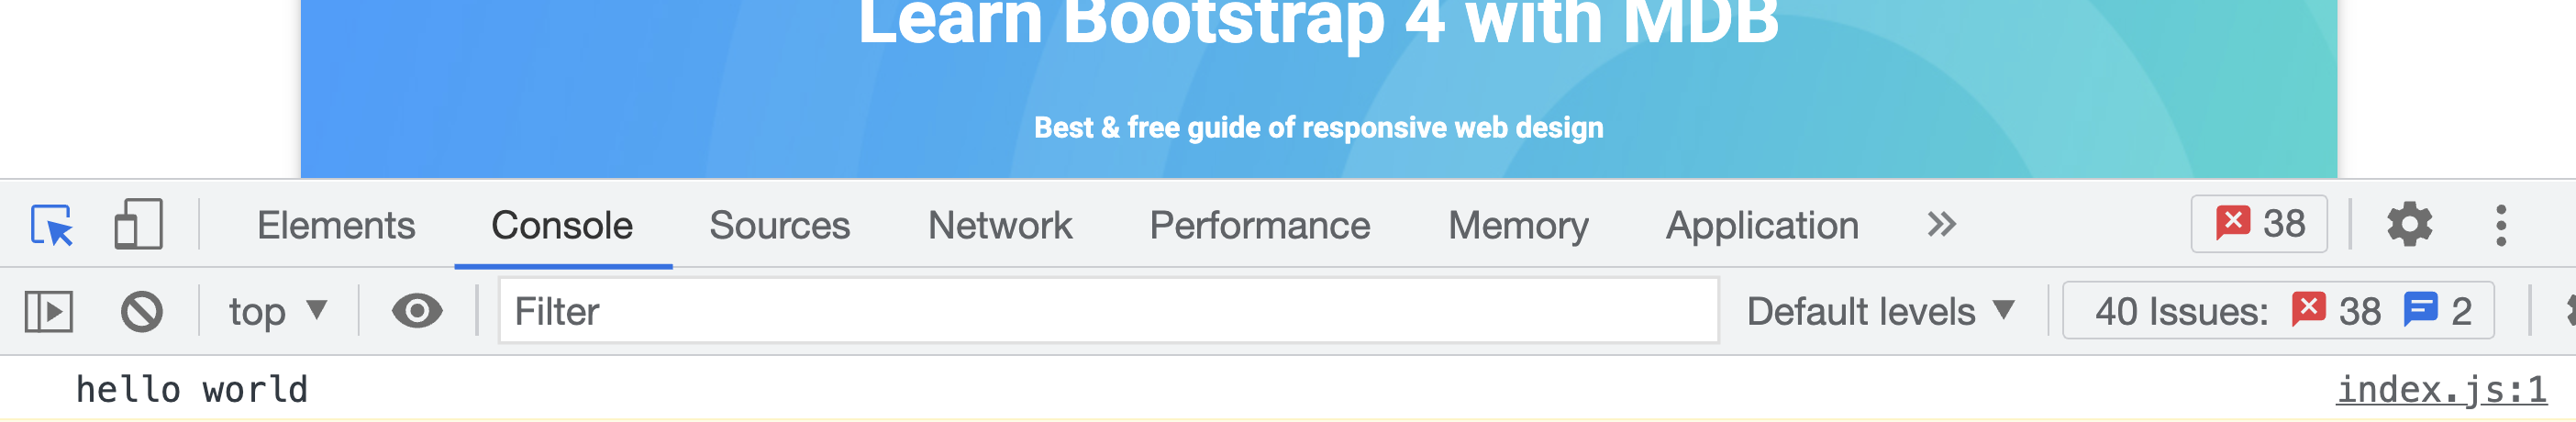 Learn Bootstrap 4 with MDB
Best & free guide of responsive web design
Elements Console Sources Network Performance Memory Application 38
top Filter Default levels 40 Issues: 38 2
hello world index.js:1